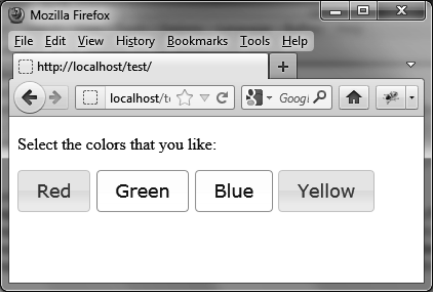 Mozilla Firefox
File Edit View History Bookmarks Tools Help
http://localhost/test/
localhost/t
Googl
Select the colors that you like:
Red Green Blue Yellow